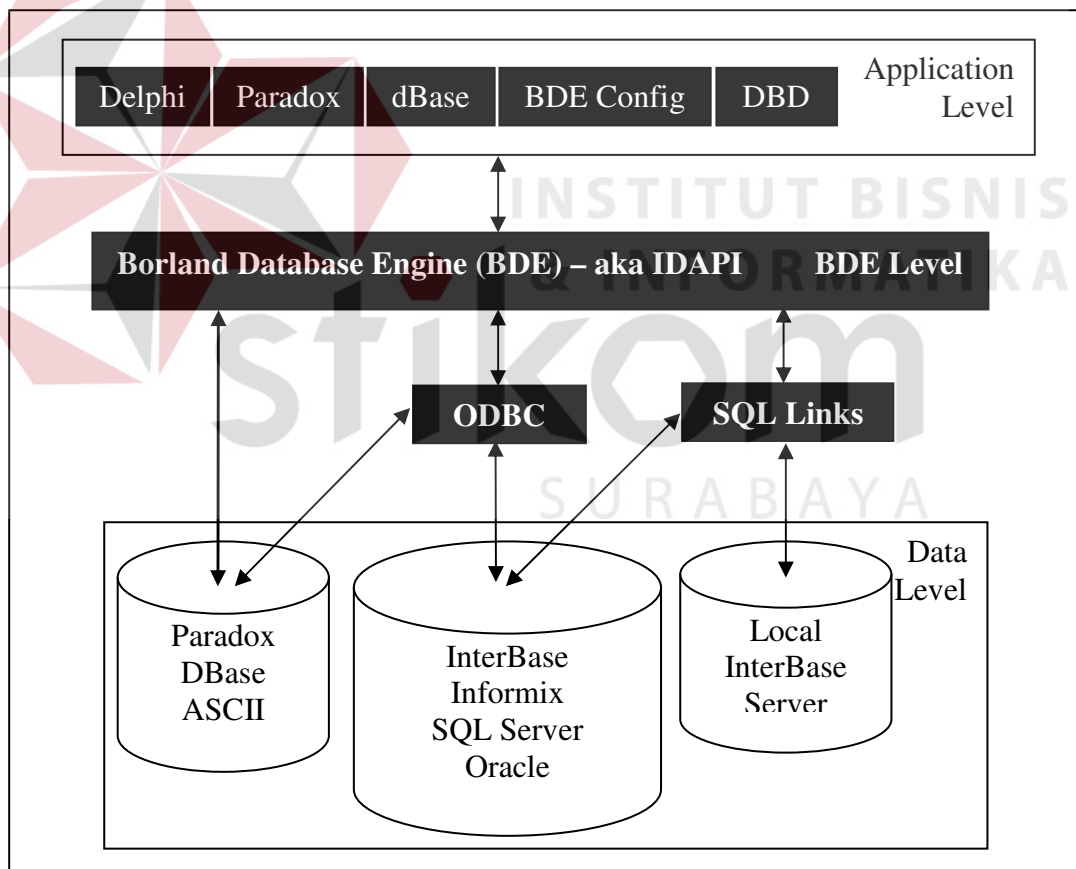 Delphi Paradox dBase BDE Config DBD
Application
Level
INSTITUT BISNIS
& INFORMATIKA
Borland Database Engine (BDE) – aka IDAPI BDE Level
stikom
SURABAYA
ODBC
SQL Links
Data
Level
Paradox
DBase
ASCII
InterBase
Informix
SQL Server
Oracle
Local
InterBase
Server